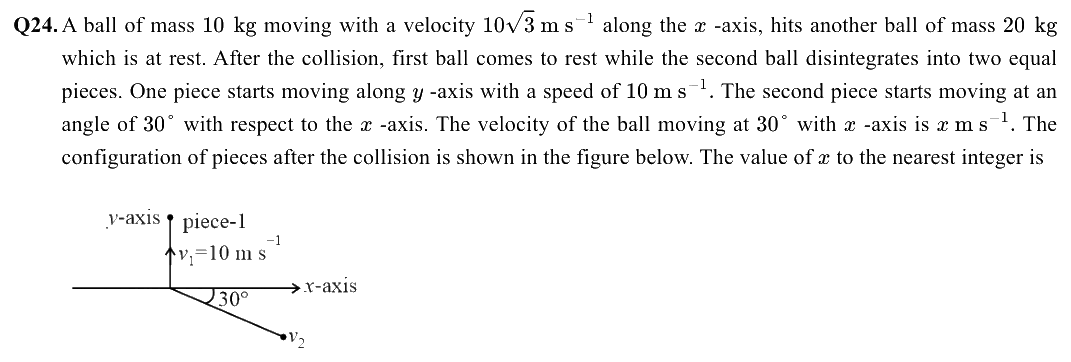 Q24. A ball of mass 10 kg moving with a velocity 10√3 m s⁻¹ along the x -axis, hits another ball of mass 20 kg
which is at rest. After the collision, first ball comes to rest while the second ball disintegrates into two equal
pieces. One piece starts moving along y -axis with a speed of 10 m s⁻¹. The second piece starts moving at an
angle of 30° with respect to the x -axis. The velocity of the ball moving at 30° with x -axis is x m s⁻¹. The
configuration of pieces after the collision is shown in the figure below. The value of x to the nearest integer is
y-axis piece-1
v₁=10 m s⁻¹
x-axis
30°
v₂